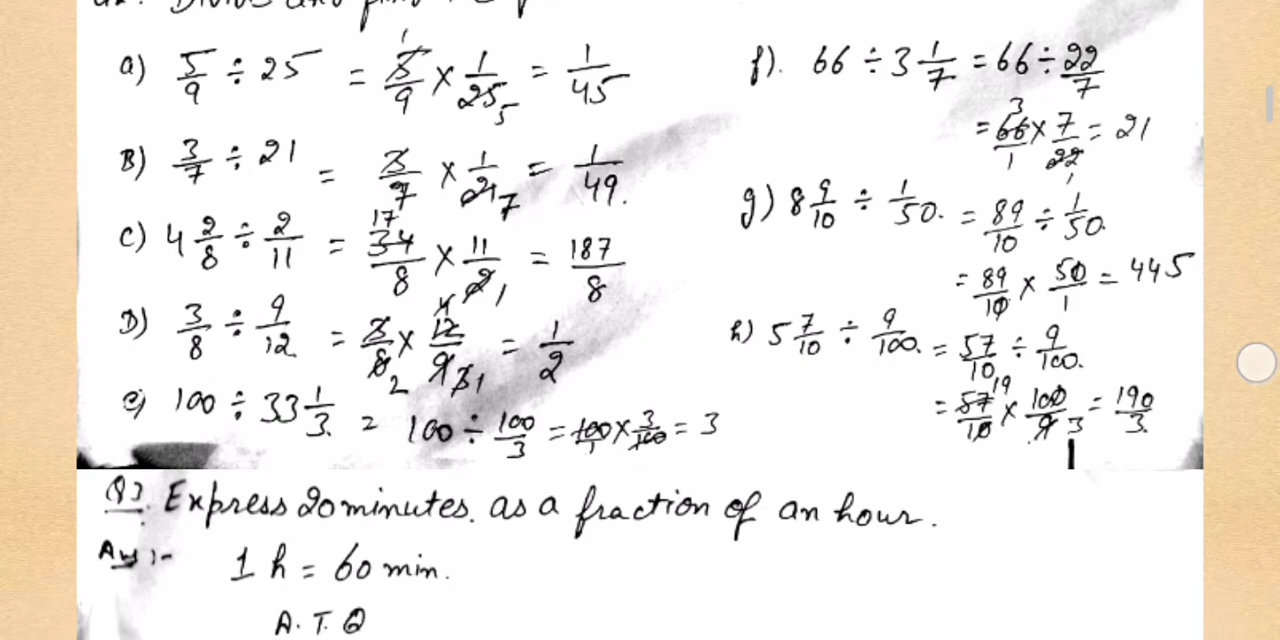 a) 5/9 ÷ 25 = 5/9 × 1/25 = 1/45
B) 3/7 ÷ 21 = 3/7 × 1/21 = 1/49.
c) 4 2/8 ÷ 2/11 = 34/8 × 11/2 = 187/8
D) 3/8 ÷ 9/12 = 3/8 × 12/9 = 1/2
e) 100 ÷ 33 1/3 = 100 ÷ 100/3 = 100/1 × 3/100 = 3
f). 66 ÷ 3 1/7 = 66 ÷ 22/7
= 66/1 × 7/22 = 21
g) 8 9/10 ÷ 1/50. = 89/10 ÷ 1/50.
= 89/10 × 50/1 = 445
h) 5 7/10 ÷ 9/100. = 57/10 ÷ 9/100.
= 57/10 × 100/9 = 190/3.
Q3. Express 20 minutes. as a fraction of an hour.
Ans :- 1 h = 60 min.
A. T. Q